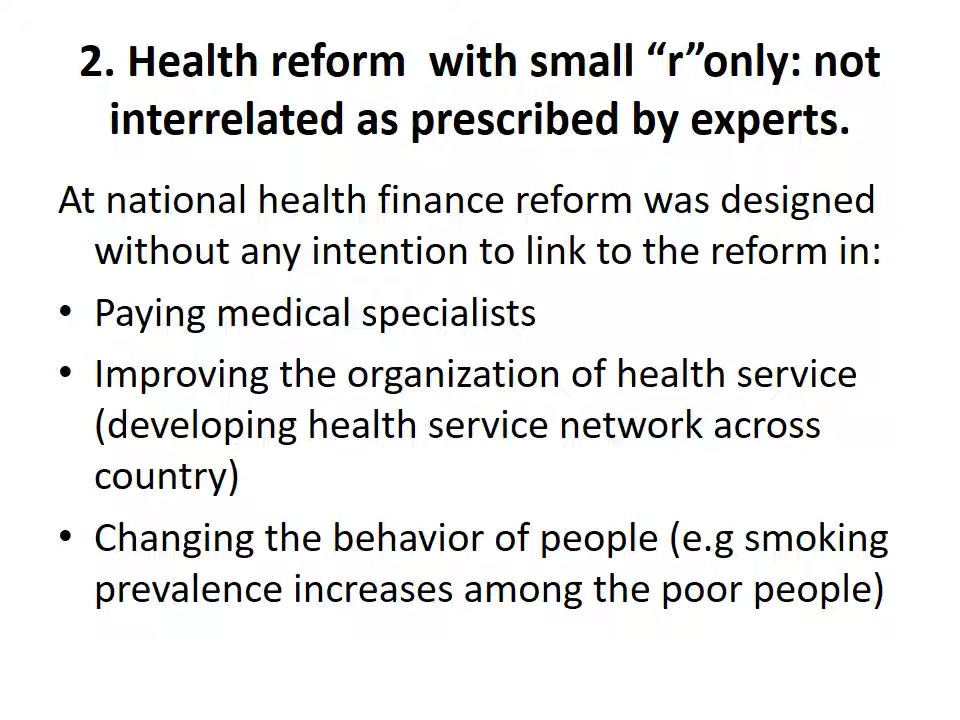 2. Health reform  with small “r”only: not
interrelated as prescribed by experts.
At national health finance reform was designed
without any intention to link to the reform in:
• Paying medical specialists
• Improving the organization of health service
(developing health service network across
country)
• Changing the behavior of people (e.g smoking
prevalence increases among the poor people)